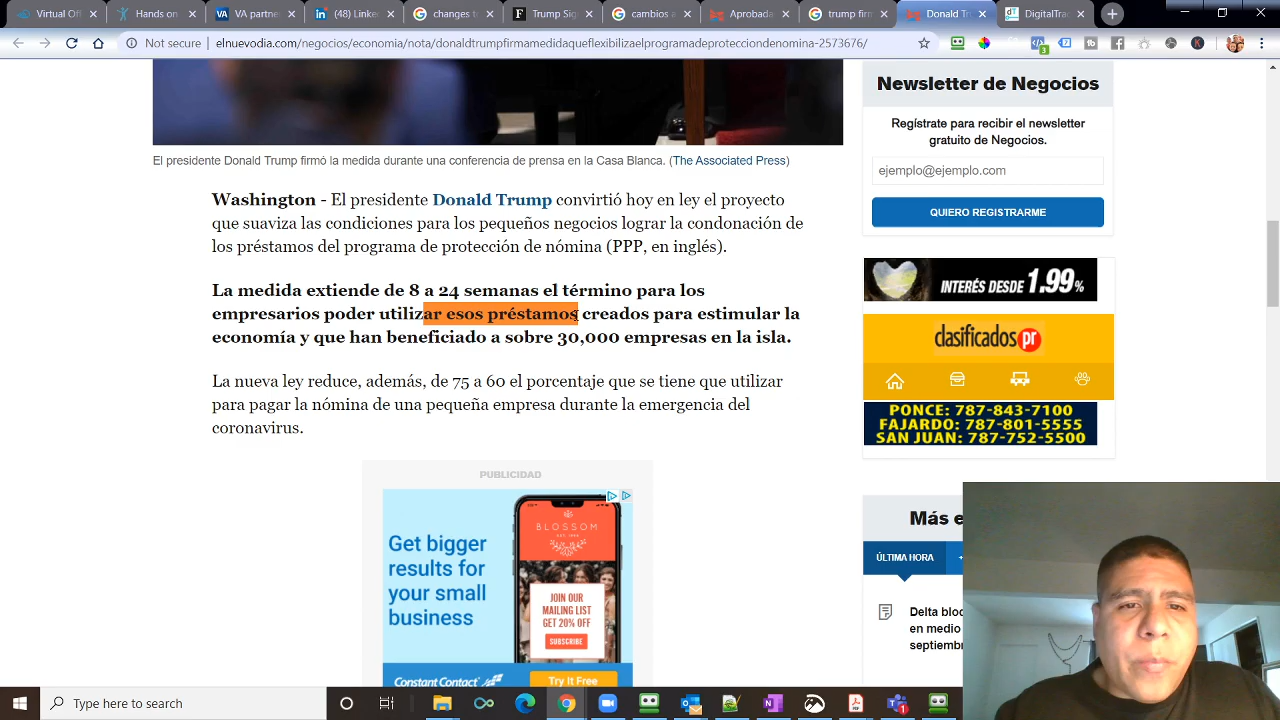 Virtual Off
Hands on
VA partne
(48) Linke
changes to
Trump Sig
cambios a
Aprobada
trump firm
Donald Tr
DigitalTrac
Not secure
elnuevodia.com/negocios/economia/nota/donaldtrumpfirmamedidaqueflexibilizaelprogramadeprotecciondenomina-2573676/
3
El presidente Donald Trump firmó la medida durante una conferencia de prensa en la Casa Blanca. (The Associated Press)
Washington - El presidente Donald Trump convirtió hoy en ley el proyecto
que suaviza las condiciones para los pequeños negocios lograr la condonación de
los préstamos del programa de protección de nómina (PPP, en inglés).
La medida extiende de 8 a 24 semanas el término para los
empresarios poder utilizar esos préstamos creados para estimular la
economía y que han beneficiado a sobre 30,000 empresas en la isla.
La nueva ley reduce, además, de 75 a 60 el porcentaje que se tiene que utilizar
para pagar la nómina de una pequeña empresa durante la emergencia del
coronavirus.
PUBLICIDAD
Get bigger
results for
your small
business
BLOSSOM
JOIN OUR
MAILING LIST
GET 20% OFF
SUBSCRIBE
Constant Contact
Try It Free
Newsletter de Negocios
Regístrate para recibir el newsletter
gratuito de Negocios.
ejemplo@ejemplo.com
QUIERO REGISTRARME
INTERÉS DESDE 1.99%
clasificados pr
PONCE: 787-843-7100
FAJARDO: 787-801-5555
SAN JUAN: 787-752-5500
Más e
ÚLTIMA HORA
Delta bloq
en medio
septiembr
Type here to search